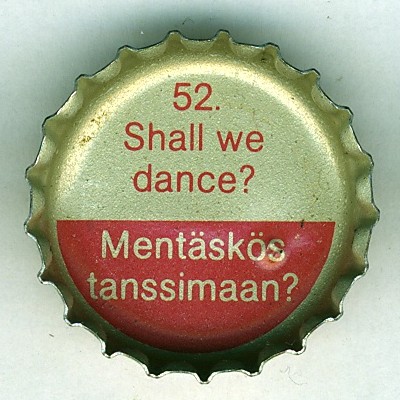 52.
Shall we
dance?
Mentäskös
tanssimaan?